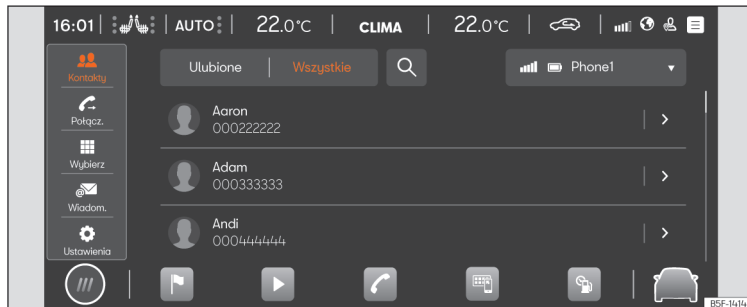 16:01 AUTO 22.0°C CLIMA 22.0°C
Kontakty
Połącz.
Wybierz
Wiadom.
Ustawienia
Ulubione Wszystkie
Phone1
Aaron
000222222
Adam
000333333
Andi
000444444
B5F-1414